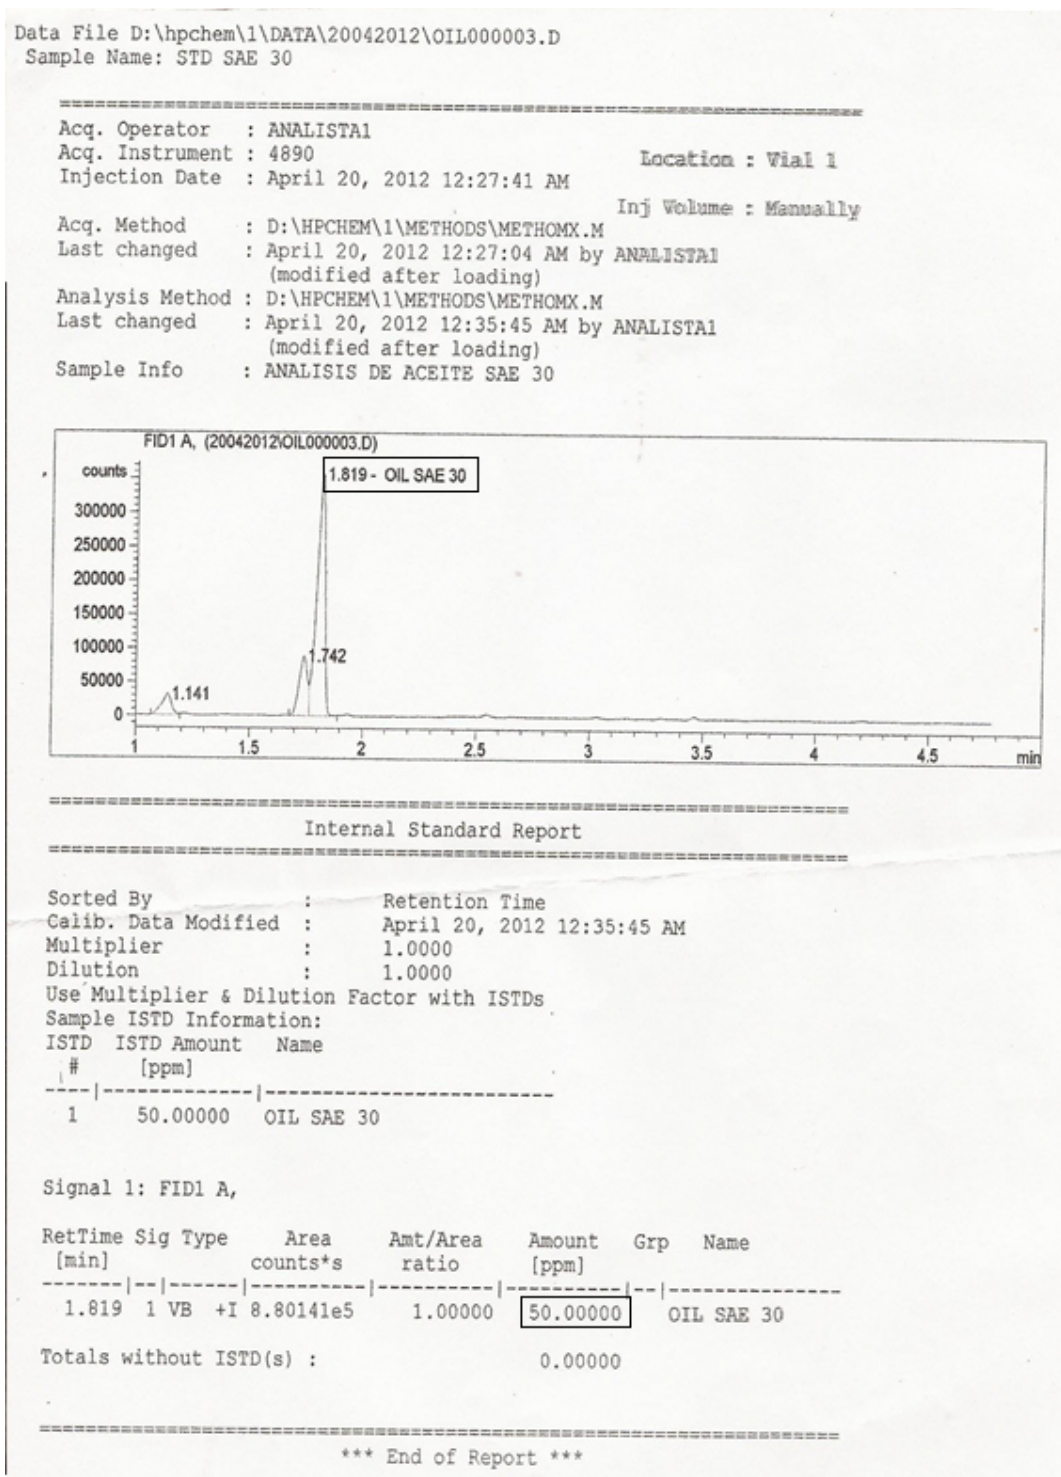 Data File D:\hpchem\1\DATA\20042012\OIL000003.D
Sample Name: STD SAE 30
=====================================================================
Acq. Operator : ANALISTA1
Acq. Instrument : 4890 Location : Vial 1
Injection Date : April 20, 2012 12:27:41 AM
Inj Volume : Manually
Acq. Method : D:\HPCHEM\1\METHODS\METHOMX.M
Last changed : April 20, 2012 12:27:04 AM by ANALISTA1
(modified after loading)
Analysis Method : D:\HPCHEM\1\METHODS\METHOMX.M
Last changed : April 20, 2012 12:35:45 AM by ANALISTA1
(modified after loading)
Sample Info : ANALISIS DE ACEITE SAE 30
FID1 A, (20042012\OIL000003.D)
counts
1.819 - OIL SAE 30
300000
250000
200000
150000
100000
1.742
50000
1.141
0
1 1.5 2 2.5 3 3.5 4 4.5 min
=====================================================================
Internal Standard Report
=====================================================================
Sorted By : Retention Time
Calib. Data Modified : April 20, 2012 12:35:45 AM
Multiplier : 1.0000
Dilution : 1.0000
Use Multiplier & Dilution Factor with ISTDs
Sample ISTD Information:
ISTD ISTD Amount Name
# [ppm]
----|-------------|-------------------------
1 50.00000 OIL SAE 30
Signal 1: FID1 A,
RetTime Sig Type Area Amt/Area Amount Grp Name
[min] counts*s ratio [ppm]
-------|--|------|----------|----------|----------|--|---------------
1.819 1 VB +I 8.80141e5 1.00000 50.00000 OIL SAE 30
Totals without ISTD(s) : 0.00000
=====================================================================
*** End of Report ***